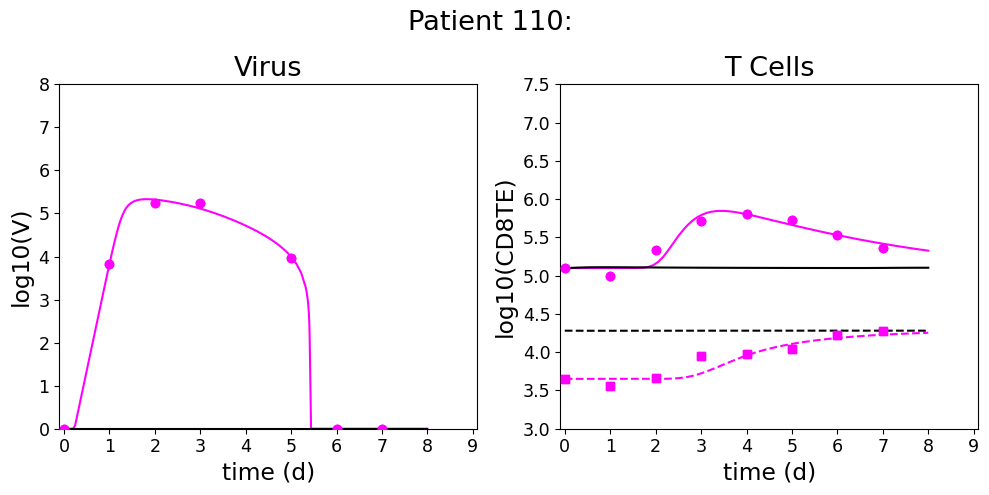 Patient 110:
Virus
T Cells
log10(V)
8
7
6
5
4
3
2
1
0
0 1 2 3 4 5 6 7 8 9
time (d)
log10(CD8TE)
7.5
7.0
6.5
6.0
5.5
5.0
4.5
4.0
3.5
3.0
0 1 2 3 4 5 6 7 8 9
time (d)